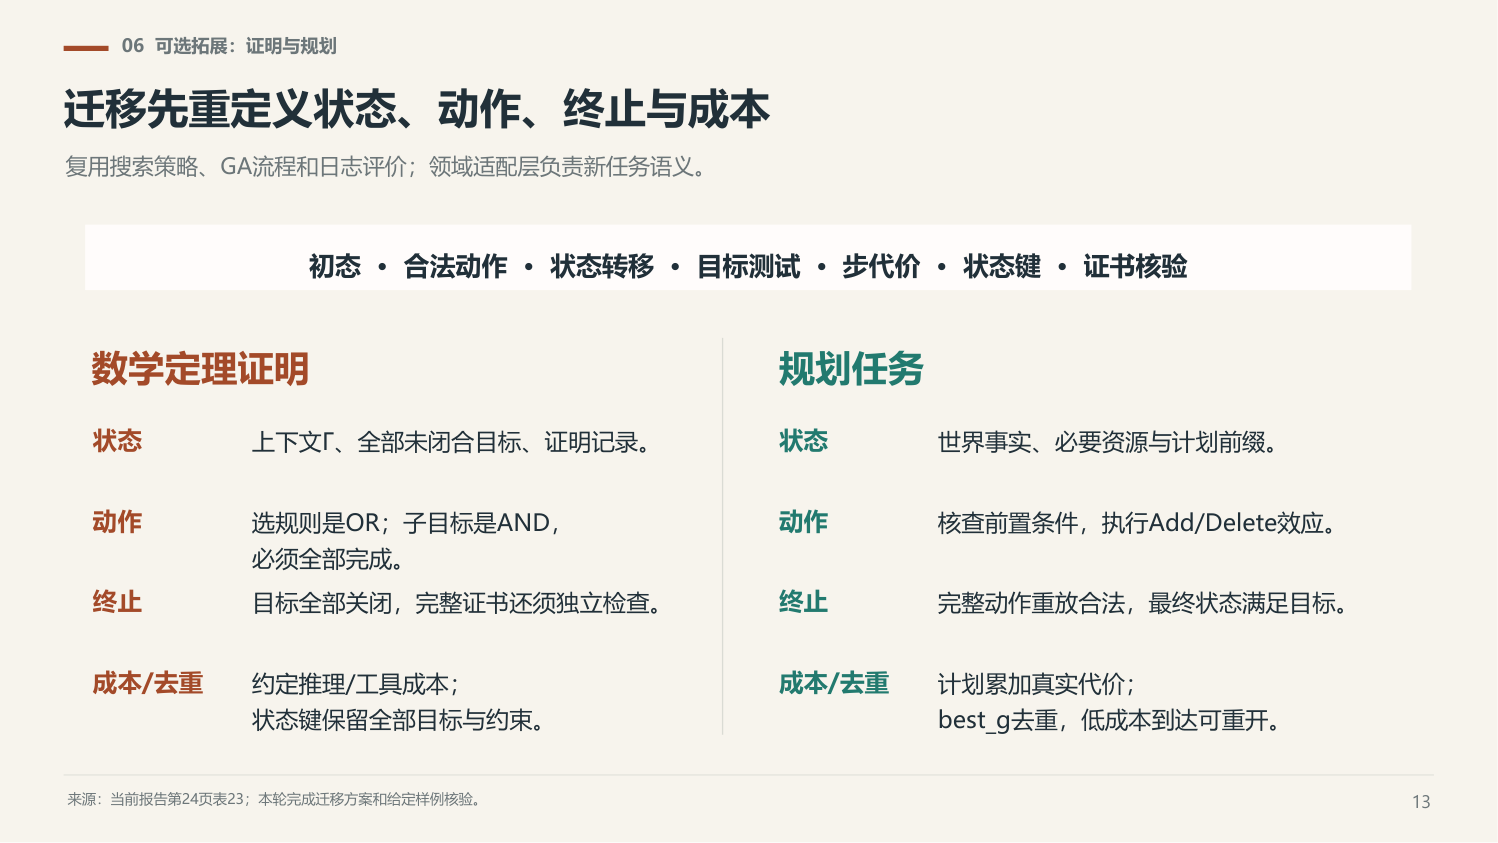 06 可选拓展：证明与规划
迁移先重定义状态、动作、终止与成本
复用搜索策略、GA流程和日志评价；领域适配层负责新任务语义。
初态 • 合法动作 • 状态转移 • 目标测试 • 步代价 • 状态键 • 证书核验
数学定理证明
状态 上下文Γ、全部未闭合目标、证明记录。
动作 选规则是OR；子目标是AND，
必须全部完成。
终止 目标全部关闭，完整证书还须独立检查。
成本/去重 约定推理/工具成本；
状态键保留全部目标与约束。
规划任务
状态 世界事实、必要资源与计划前缀。
动作 核查前置条件，执行Add/Delete效应。
终止 完整动作重放合法，最终状态满足目标。
成本/去重 计划累加真实代价；
best_g去重，低成本到达可重开。
来源：当前报告第24页表23；本轮完成迁移方案和给定样例核验。
13